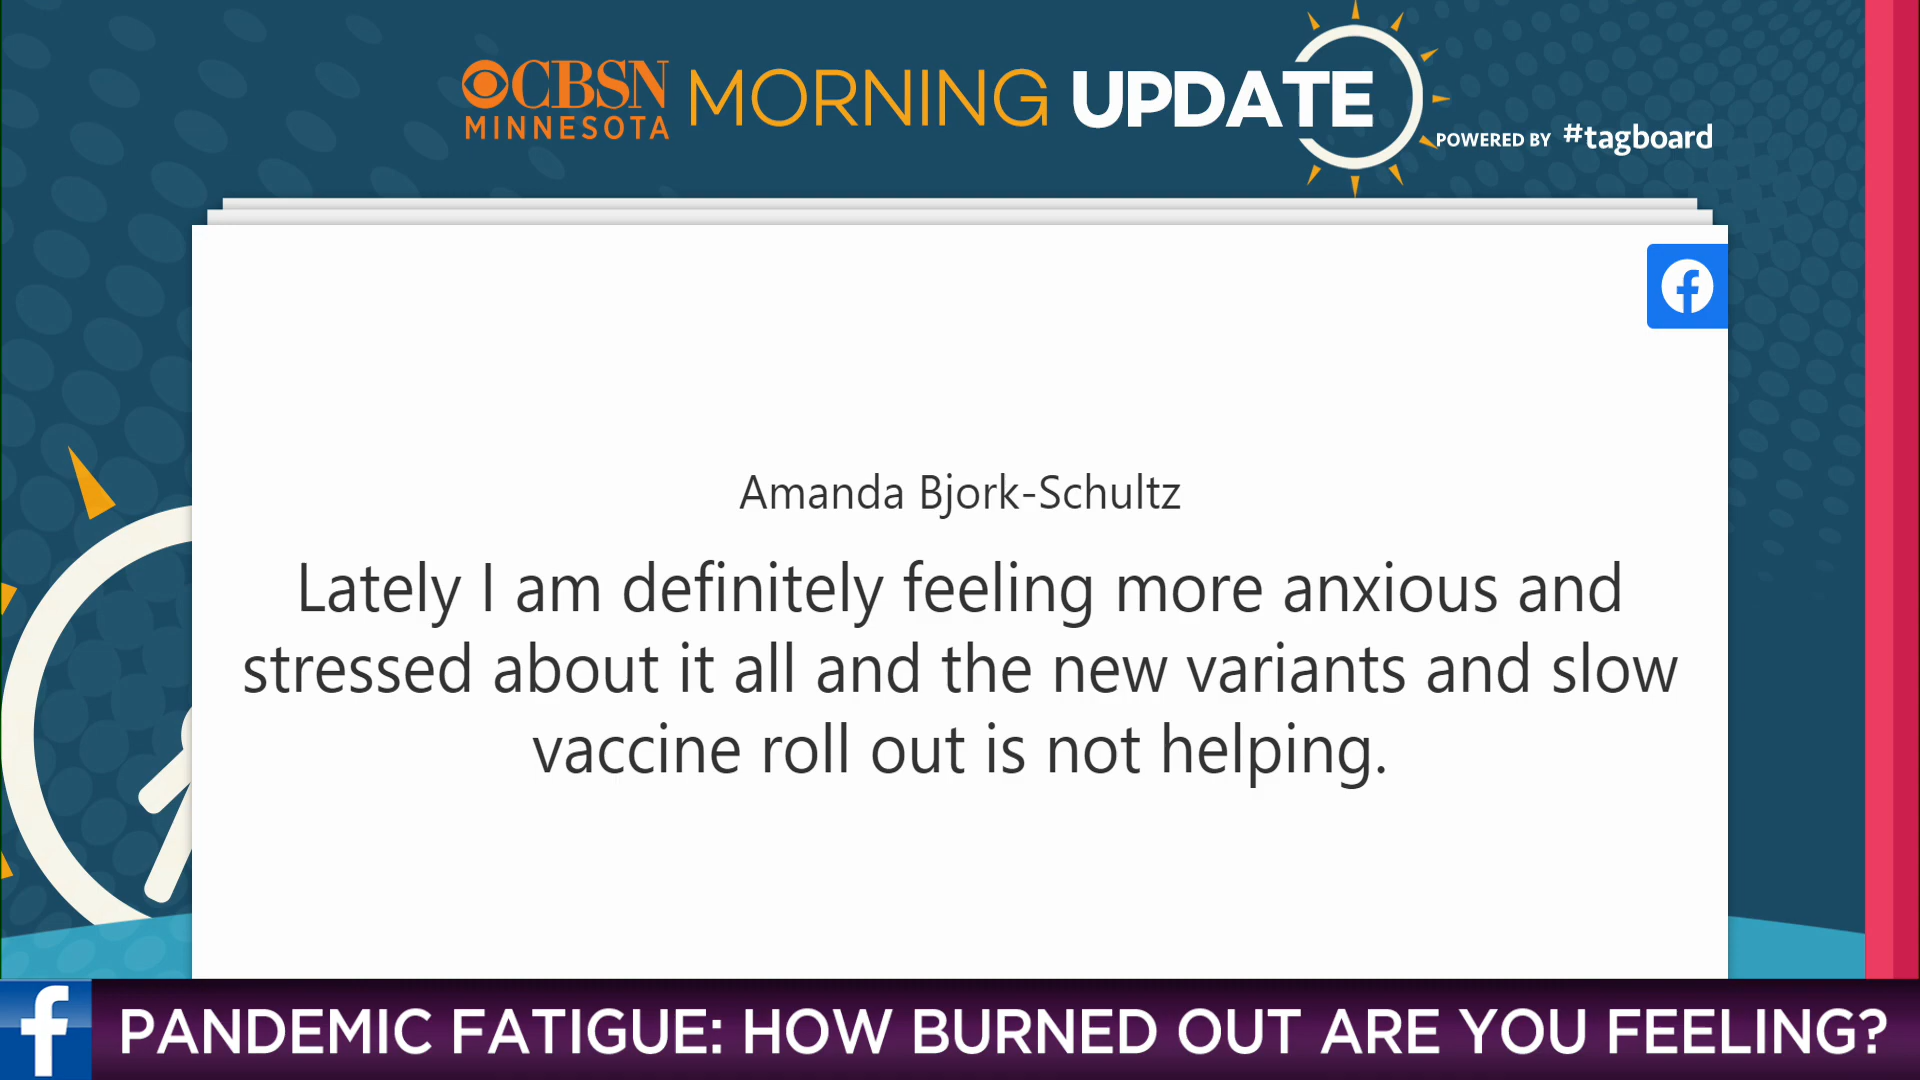 CBSN
MINNESOTA
MORNING UPDATE
POWERED BY #tagboard
Amanda Bjork-Schultz
Lately I am definitely feeling more anxious and
stressed about it all and the new variants and slow
vaccine roll out is not helping.
PANDEMIC FATIGUE: HOW BURNED OUT ARE YOU FEELING?